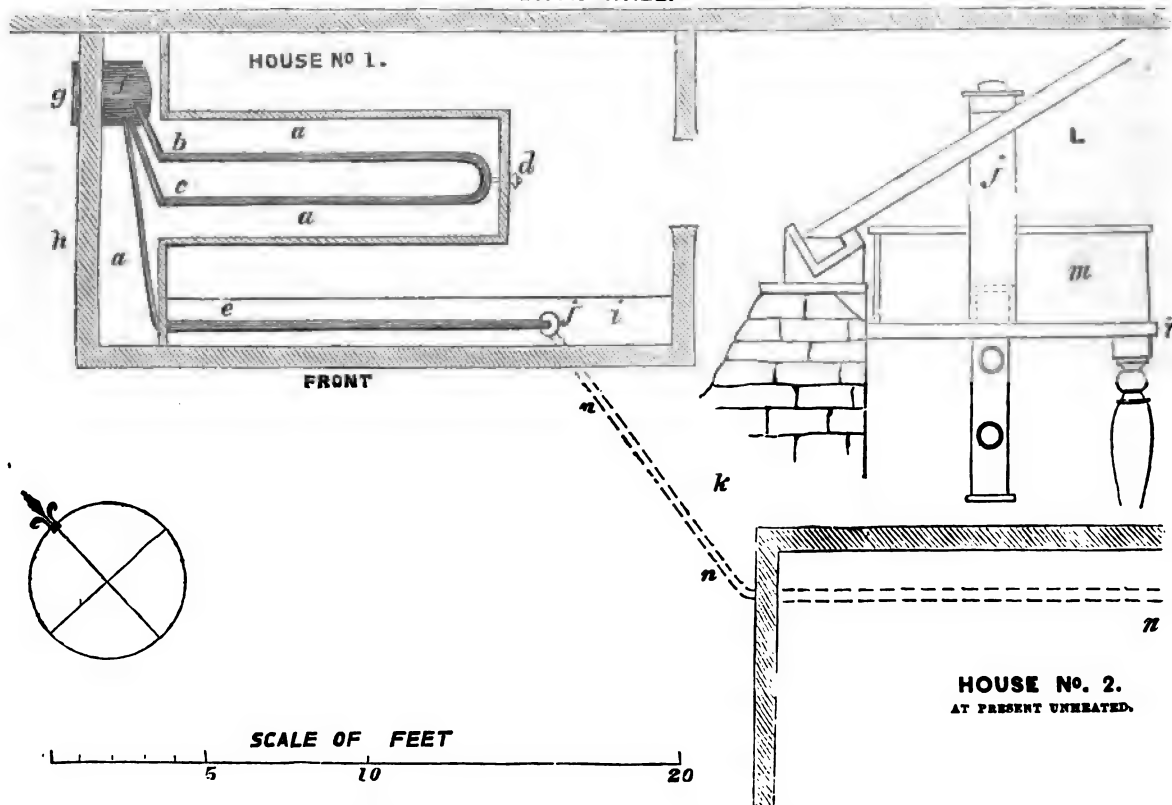 HOUSE Nº 1.
f
g
b
a
c
d
a
h
a
e
f
i
FRONT
L
j
m
i
n
k
n
n
HOUSE Nº. 2.
AT PRESENT UNHEATED.
SCALE OF FEET
5
10
20